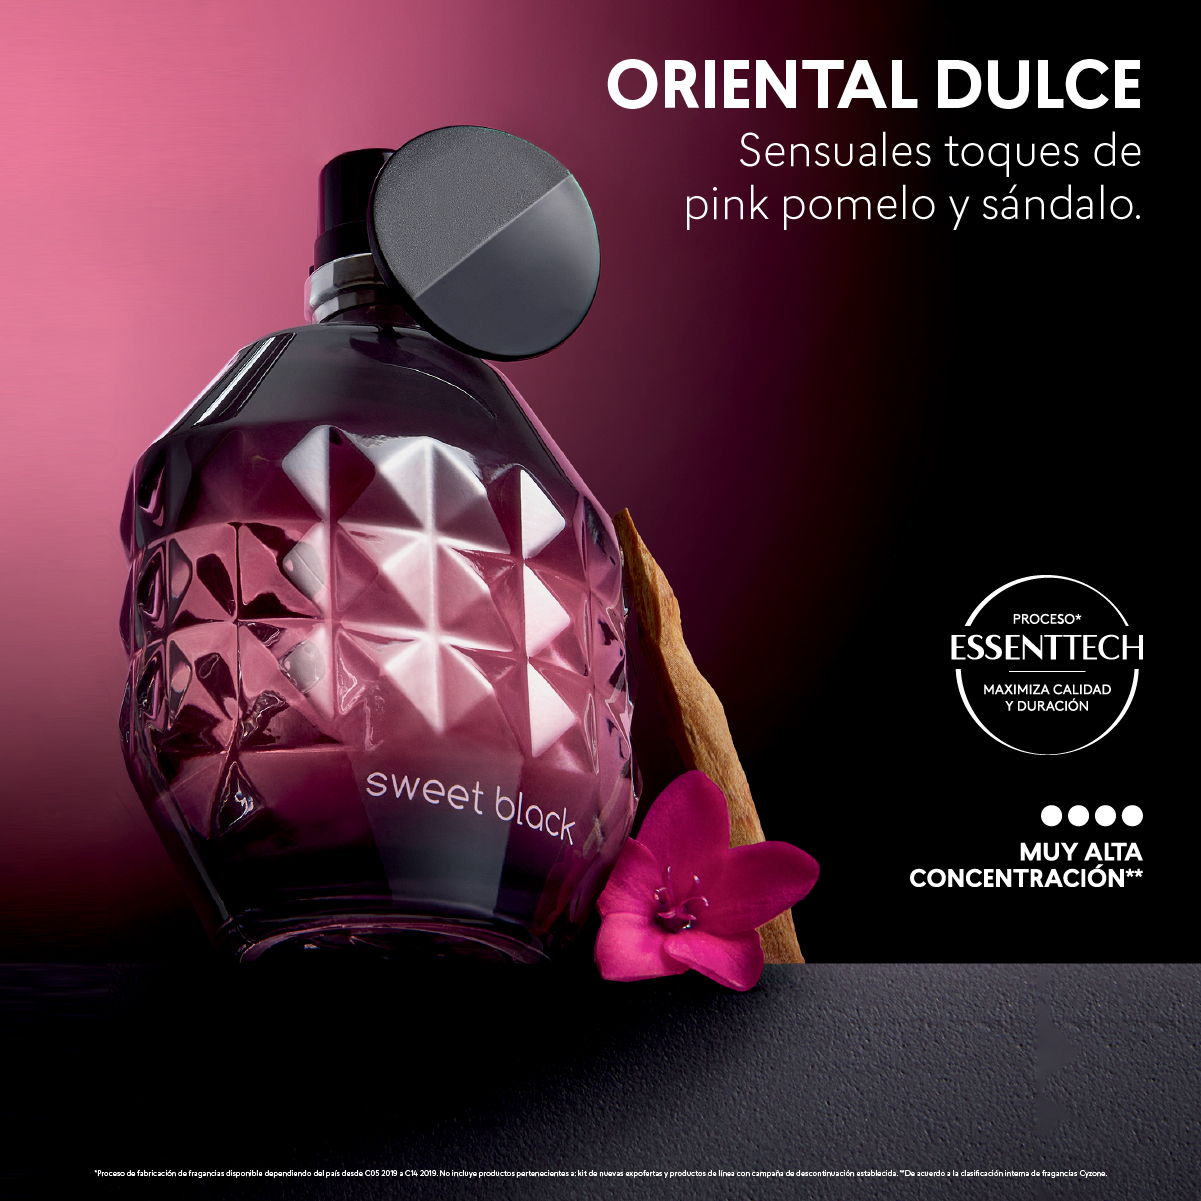 ORIENTAL DULCE
Sensuales toques de
pink pomelo y sándalo.
sweet black
PROCESO*
ESSENTTECH
MAXIMIZA CALIDAD
Y DURACIÓN
MUY ALTA
CONCENTRACIÓN**
*Proceso de fabricación de fragancias disponible dependiendo del país desde C05 2019 a C14 2019. No incluye productos pertenecientes a: kit de nuevas expofertas y productos de línea con campaña de descontinuación establecida. **De acuerdo a la clasificación interna de fragancias Cyzone.